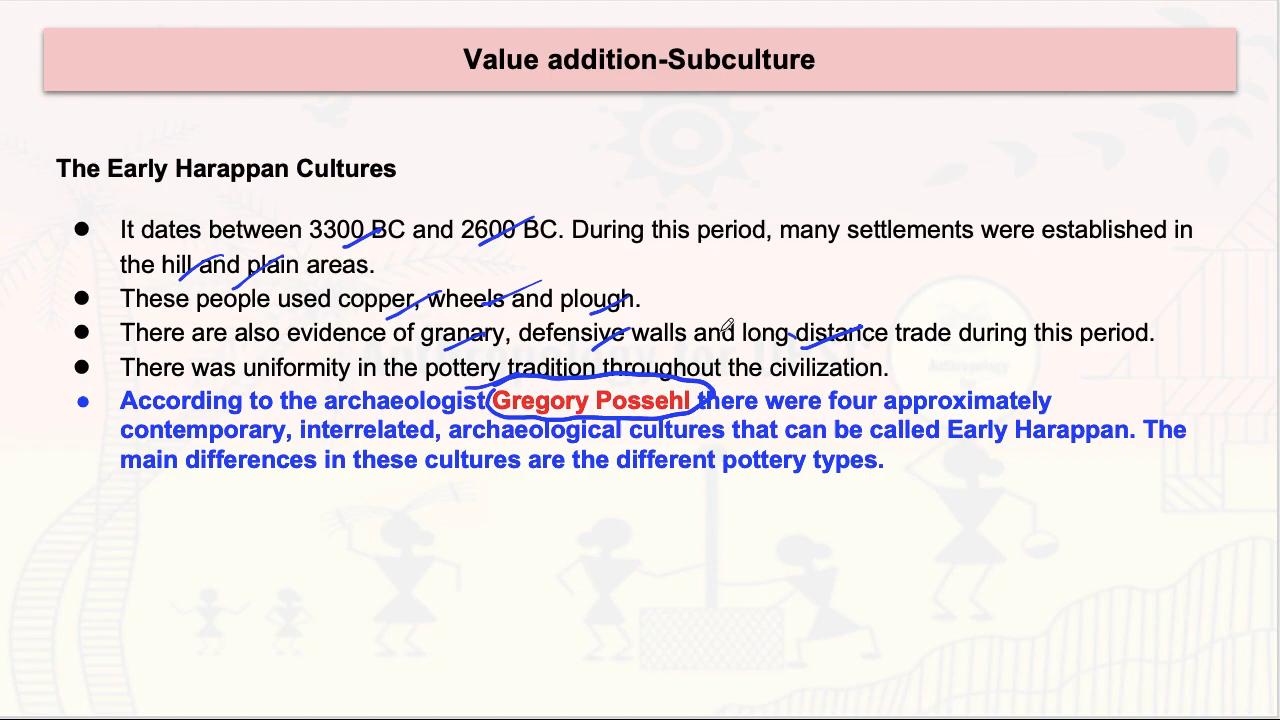 Value addition-Subculture
The Early Harappan Cultures
● It dates between 3300 BC and 2600 BC. During this period, many settlements were established in
the hill and plain areas.
● These people used copper, wheels and plough.
● There are also evidence of granary, defensive walls and long distance trade during this period.
● There was uniformity in the pottery tradition throughout the civilization.
● According to the archaeologist Gregory Possehl there were four approximately
contemporary, interrelated, archaeological cultures that can be called Early Harappan. The
main differences in these cultures are the different pottery types.